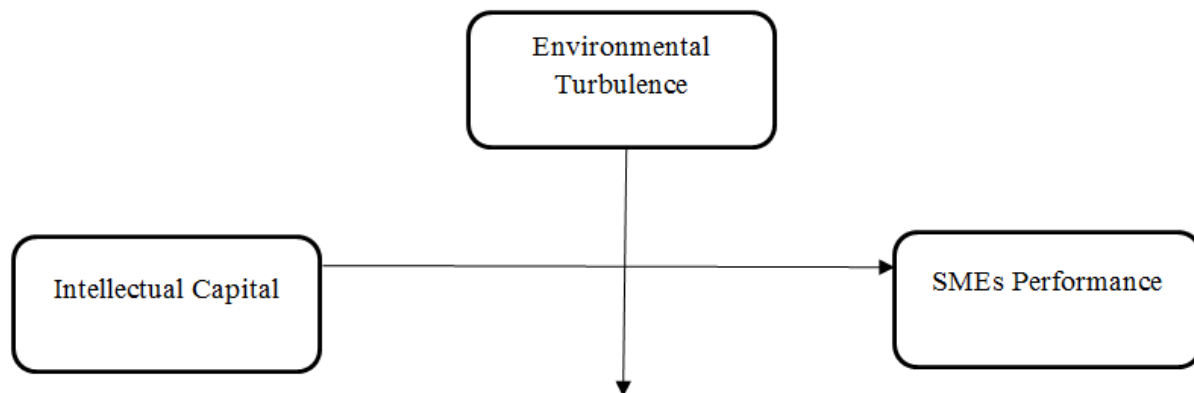 Environmental
Turbulence
Intellectual Capital
SMEs Performance